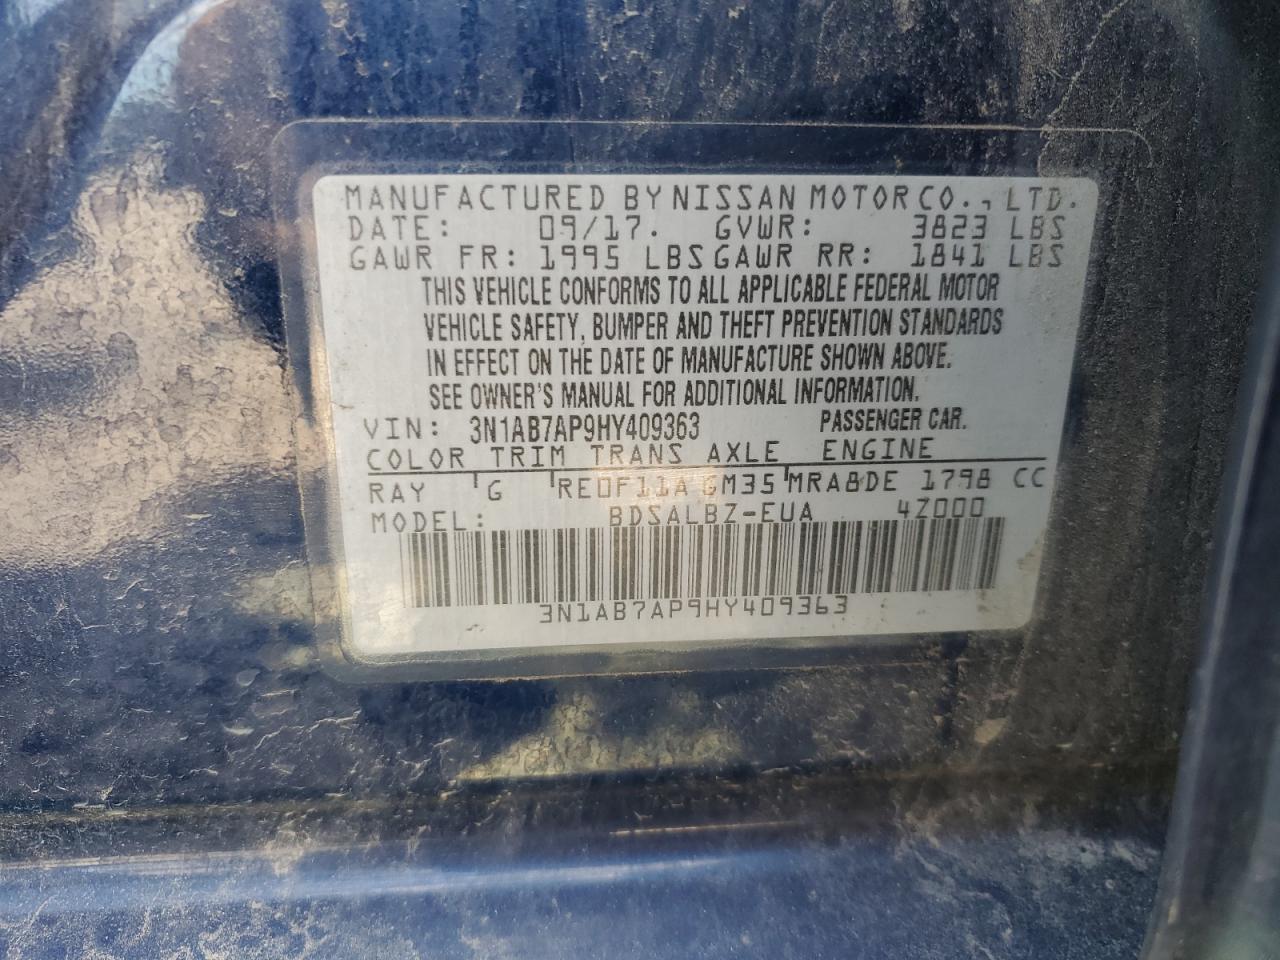 MANUFACTURED BY NISSAN MOTOR CO., LTD.
DATE: 09/17. GVWR: 3823 LBS
GAWR FR: 1995 LBS GAWR RR: 1841 LBS
THIS VEHICLE CONFORMS TO ALL APPLICABLE FEDERAL MOTOR
VEHICLE SAFETY, BUMPER AND THEFT PREVENTION STANDARDS
IN EFFECT ON THE DATE OF MANUFACTURE SHOWN ABOVE.
SEE OWNER'S MANUAL FOR ADDITIONAL INFORMATION.
VIN: 3N1AB7AP9HY409363 PASSENGER CAR.
COLOR TRIM TRANS AXLE ENGINE
RAY G RE0F11A GM35 MRA8DE 1798 CC
MODEL: BDSALBZ-EUA 4Z000
3N1AB7AP9HY409363